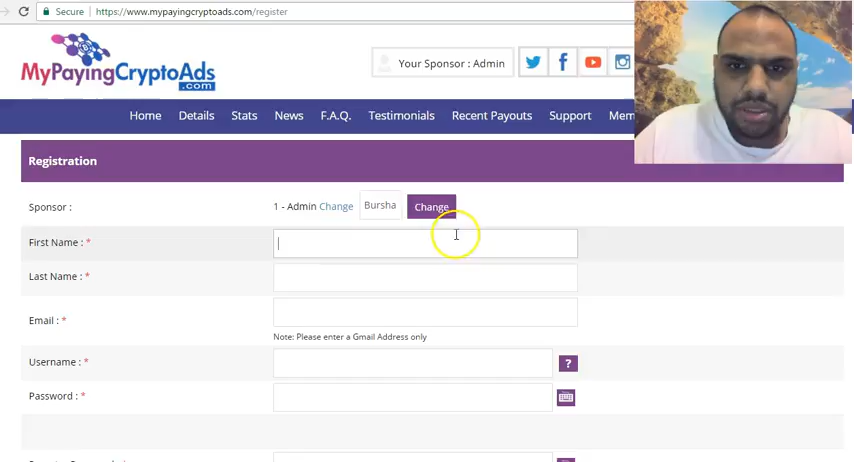 Secure https://www.mypayingcryptoads.com/register
MyPayingCryptoAds
.com
Your Sponsor : Admin
Home Details Stats News F.A.Q. Testimonials Recent Payouts Support Mem
Registration
Sponsor : 1 - Admin Change Bursha Change
First Name : *
Last Name : *
Email : *
Note: Please enter a Gmail Address only
Username : * ?
Password : *